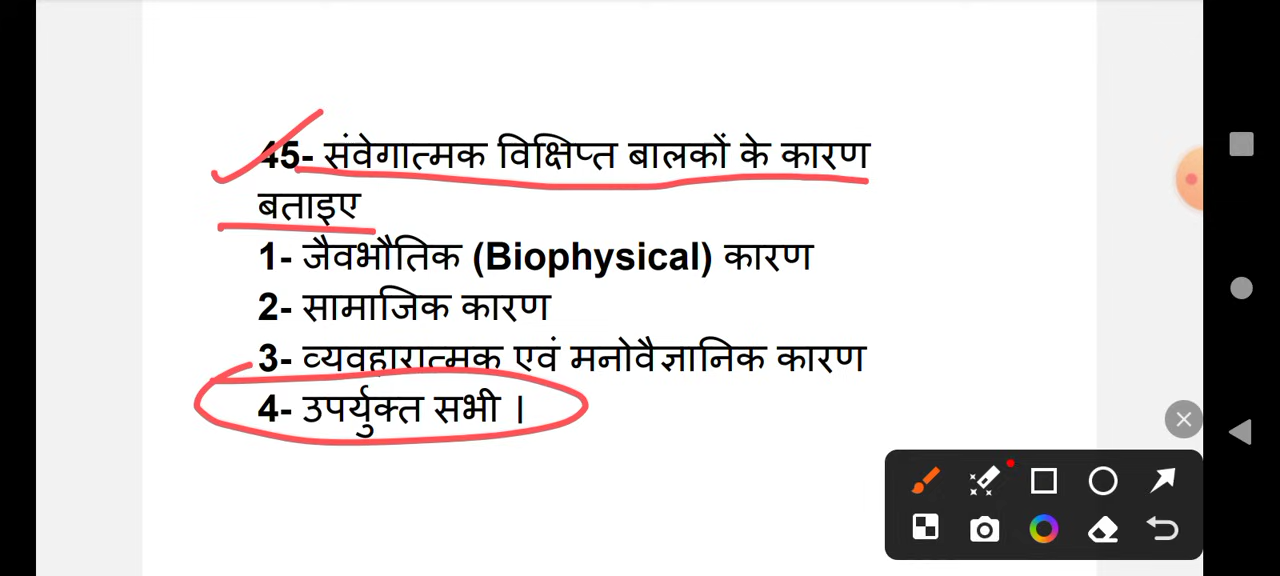 45- संवेगात्मक विक्षिप्त बालकों के कारण
बताइए
1- जैवभौतिक (Biophysical) कारण
2- सामाजिक कारण
3- व्यवहारात्मक एवं मनोवैज्ञानिक कारण
4- उपर्युक्त सभी ।